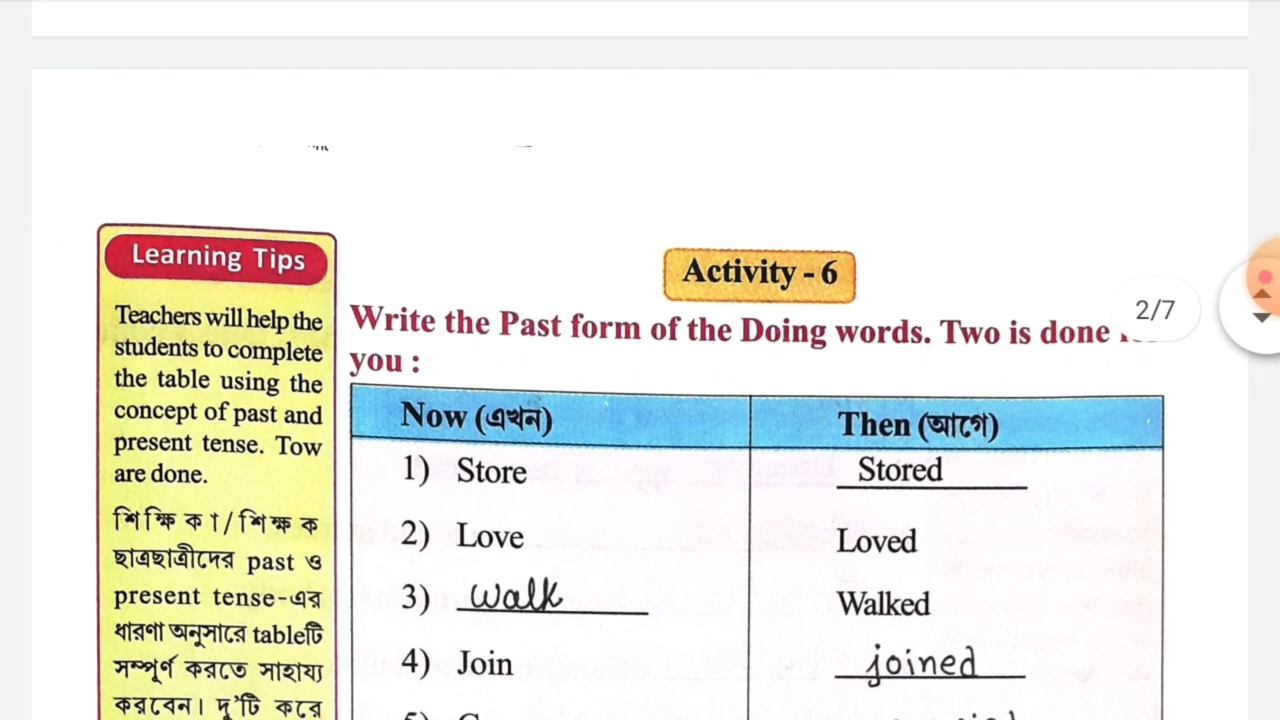 Learning Tips
Teachers will help the
students to complete
the table using the
concept of past and
present tense. Tow
are done.
শিক্ষিকা/শিক্ষক
ছাত্রছাত্রীদের past ও
present tense-এর
ধারণা অনুসারে tableটি
সম্পূর্ণ করতে সাহায্য
করবেন। দু'টি করে
Activity - 6
Write the Past form of the Doing words. Two is done
you :
2/7
Now (এখন) Then (আগে)
1) Store Stored
2) Love Loved
3) walk Walked
4) Join joined